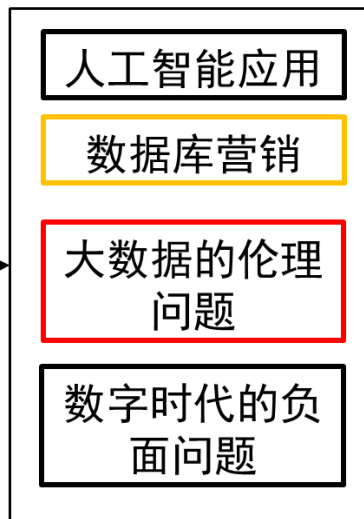 人工智能应用
数据库营销
大数据的伦理
问题
数字时代的负
面问题